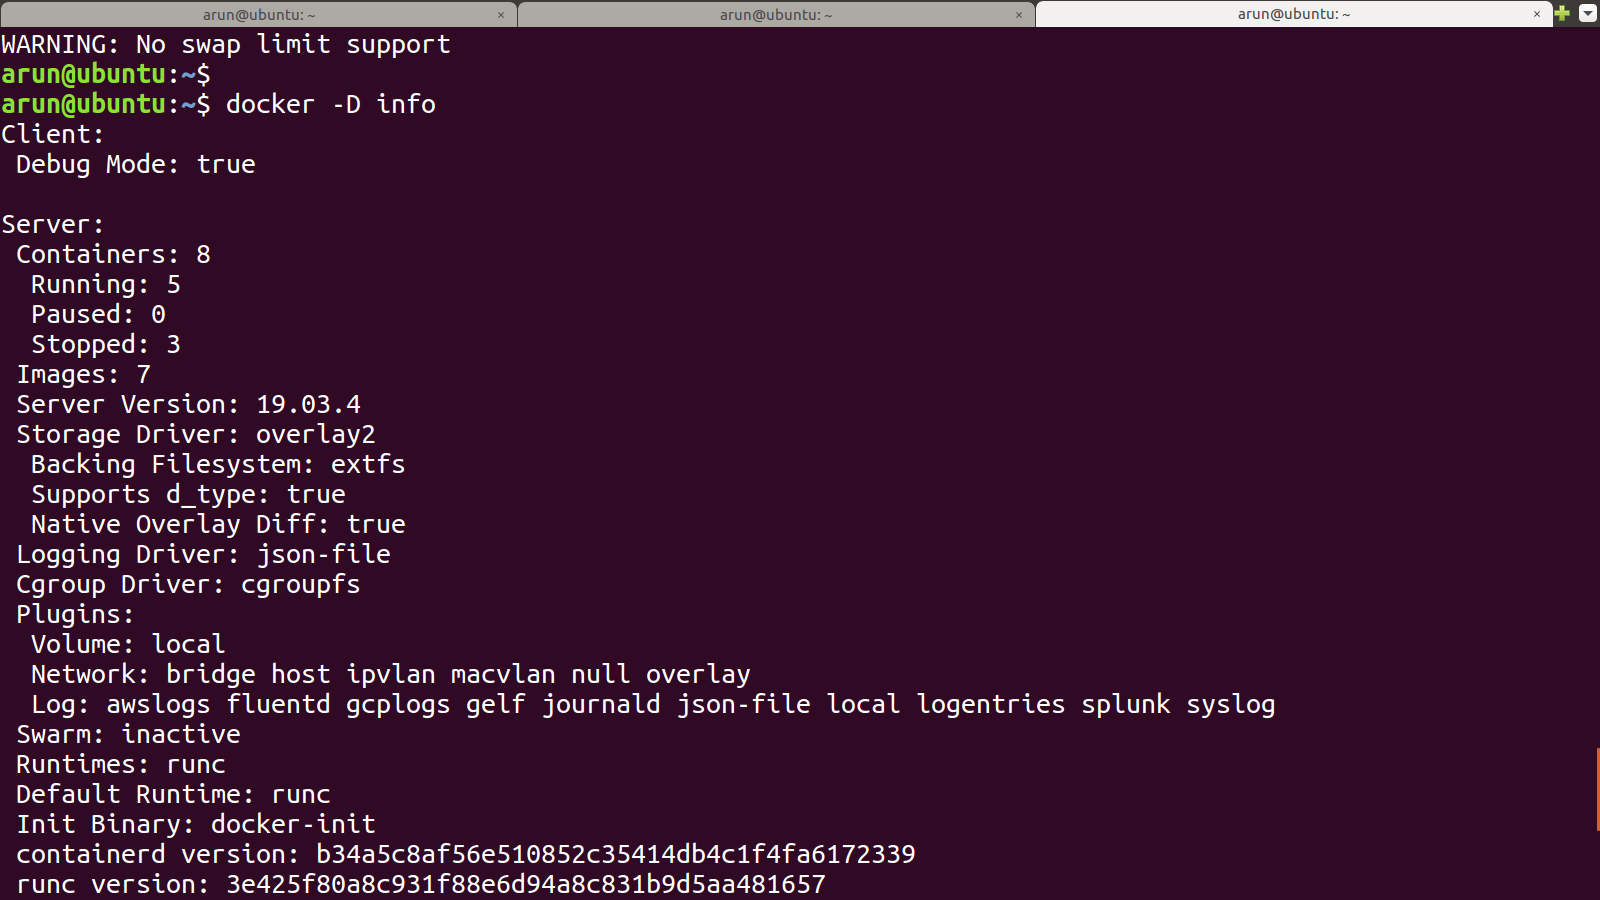 arun@ubuntu: ~ × arun@ubuntu: ~ × arun@ubuntu: ~ ×
WARNING: No swap limit support
arun@ubuntu:~$
arun@ubuntu:~$ docker -D info
Client:
 Debug Mode: true

Server:
 Containers: 8
  Running: 5
  Paused: 0
  Stopped: 3
 Images: 7
 Server Version: 19.03.4
 Storage Driver: overlay2
  Backing Filesystem: extfs
  Supports d_type: true
  Native Overlay Diff: true
 Logging Driver: json-file
 Cgroup Driver: cgroupfs
 Plugins:
  Volume: local
  Network: bridge host ipvlan macvlan null overlay
  Log: awslogs fluentd gcplogs gelf journald json-file local logentries splunk syslog
 Swarm: inactive
 Runtimes: runc
 Default Runtime: runc
 Init Binary: docker-init
 containerd version: b34a5c8af56e510852c35414db4c1f4fa6172339
 runc version: 3e425f80a8c931f88e6d94a8c831b9d5aa481657